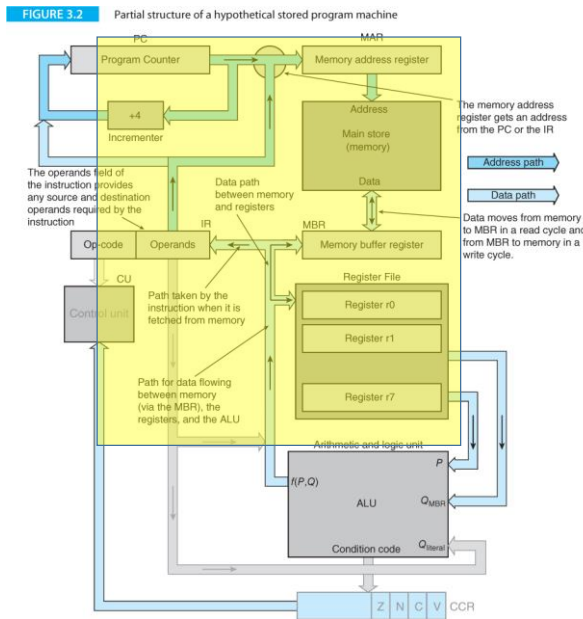 FIGURE 3.2 Partial structure of a hypothetical stored program machine
PC
MAR
Program Counter
Memory address register
+4
Incrementer
Address
Main store
(memory)
Data
The memory address
register gets an address
from the PC or the IR
Address path
Data path
The operands field of
the instruction provides
any source and destination
operands required by the
instruction
Data path
between memory
and registers
Data moves from memory
to MBR in a read cycle and
from MBR to memory in a
write cycle.
IR
MBR
Op-code
Operands
Memory buffer register
CU
Control unit
Path taken by the
instruction when it is
fetched from memory
Register File
Register r0
Register r1
Register r7
Path for data flowing
between memory
(via the MBR), the
registers, and the ALU
Arithmetic and logic unit
P
f(P,Q)
ALU
QMBR
Qliteral
Condition code
Z N C V CCR